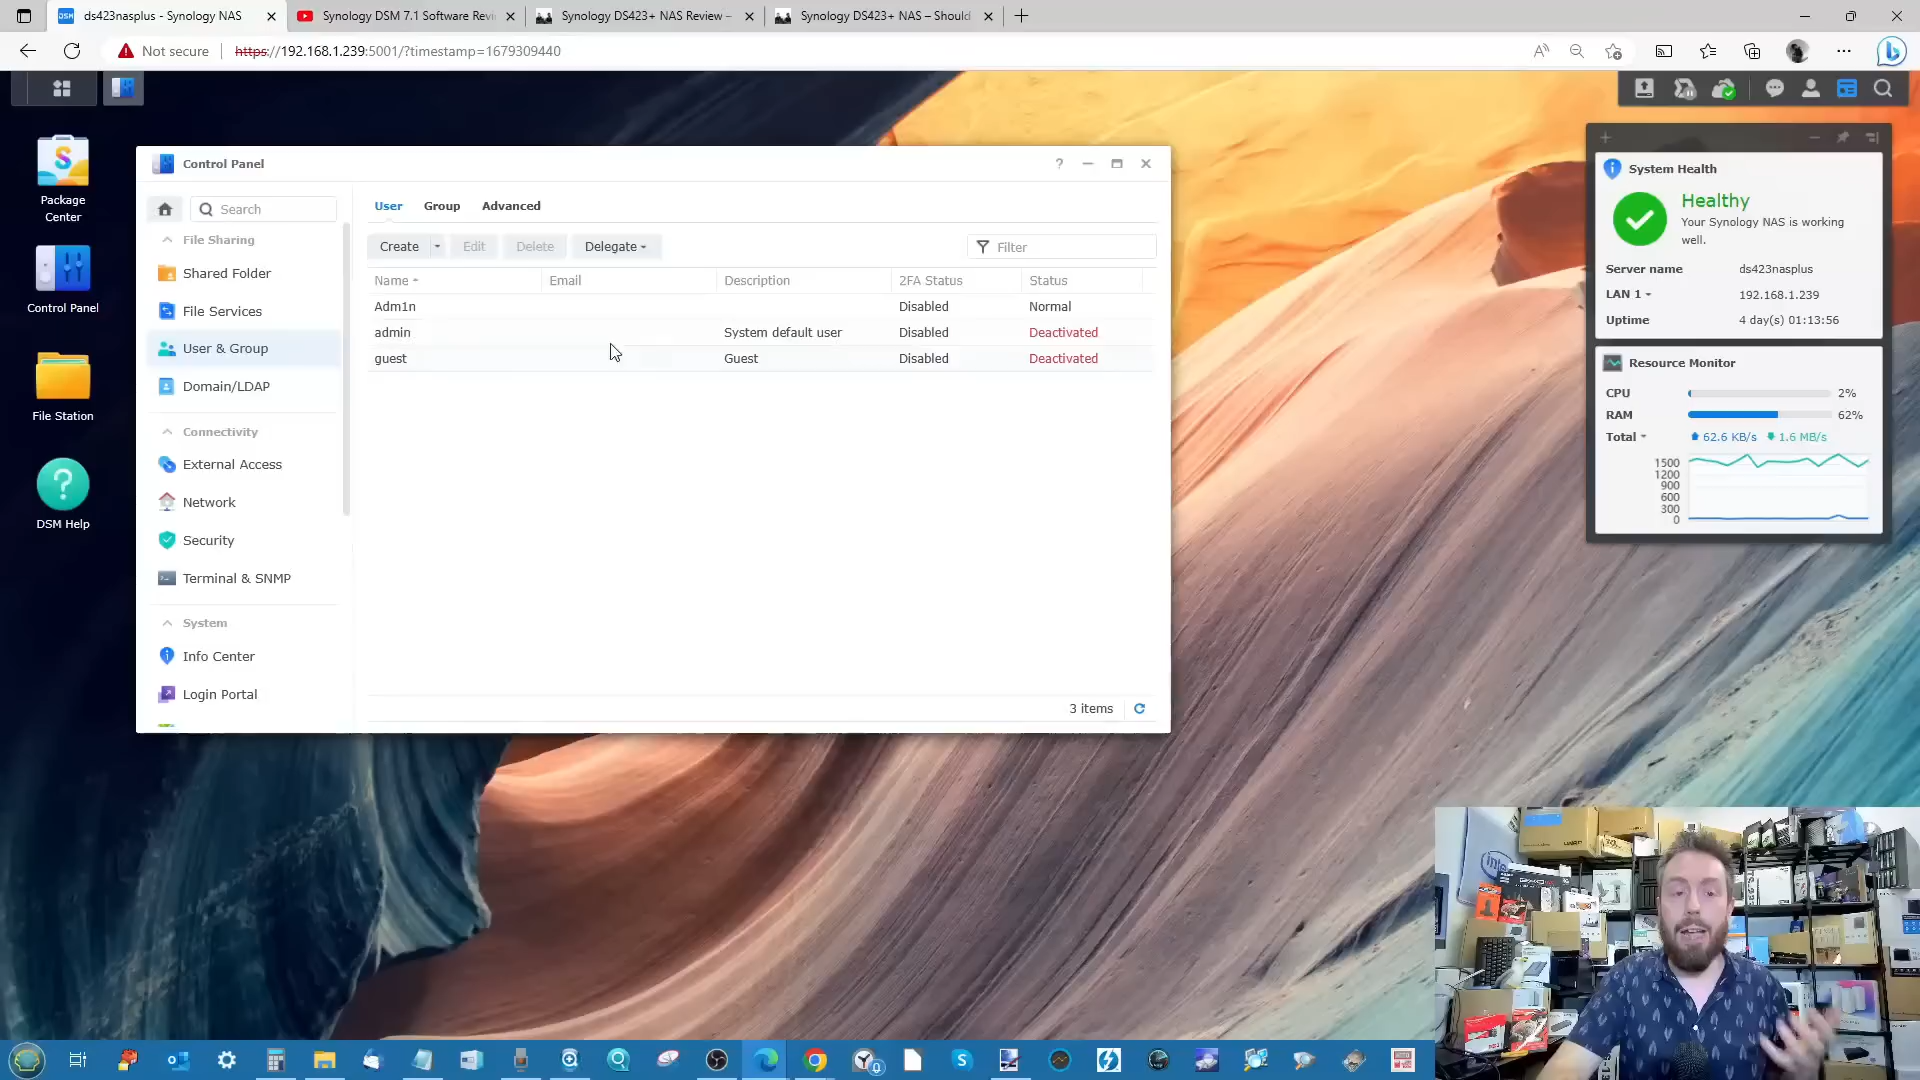 ds423nasplus - Synology NAS
Synology DSM 7.1 Software Revi
Synology DS423+ NAS Review –
Synology DS423+ NAS – Should
Not secure
https://192.168.1.239:5001/?timestamp=1679309440
Package
Center
Control Panel
File Station
DSM Help
Control Panel
Search
File Sharing
Shared Folder
File Services
User & Group
Domain/LDAP
Connectivity
External Access
Network
Security
Terminal & SNMP
System
Info Center
Login Portal
User Group Advanced
Create Edit Delete Delegate Filter
Name Email Description 2FA Status Status
Adm1n Disabled Normal
admin System default user Disabled Deactivated
guest Guest Disabled Deactivated
3 items
System Health
Healthy
Your Synology NAS is working
well.
Server name ds423nasplus
LAN 1 192.168.1.239
Uptime 4 day(s) 01:13:56
Resource Monitor
CPU 2%
RAM 62%
Total 62.6 KB/s 1.6 MB/s
1500
1200
900
600
300
0
intel